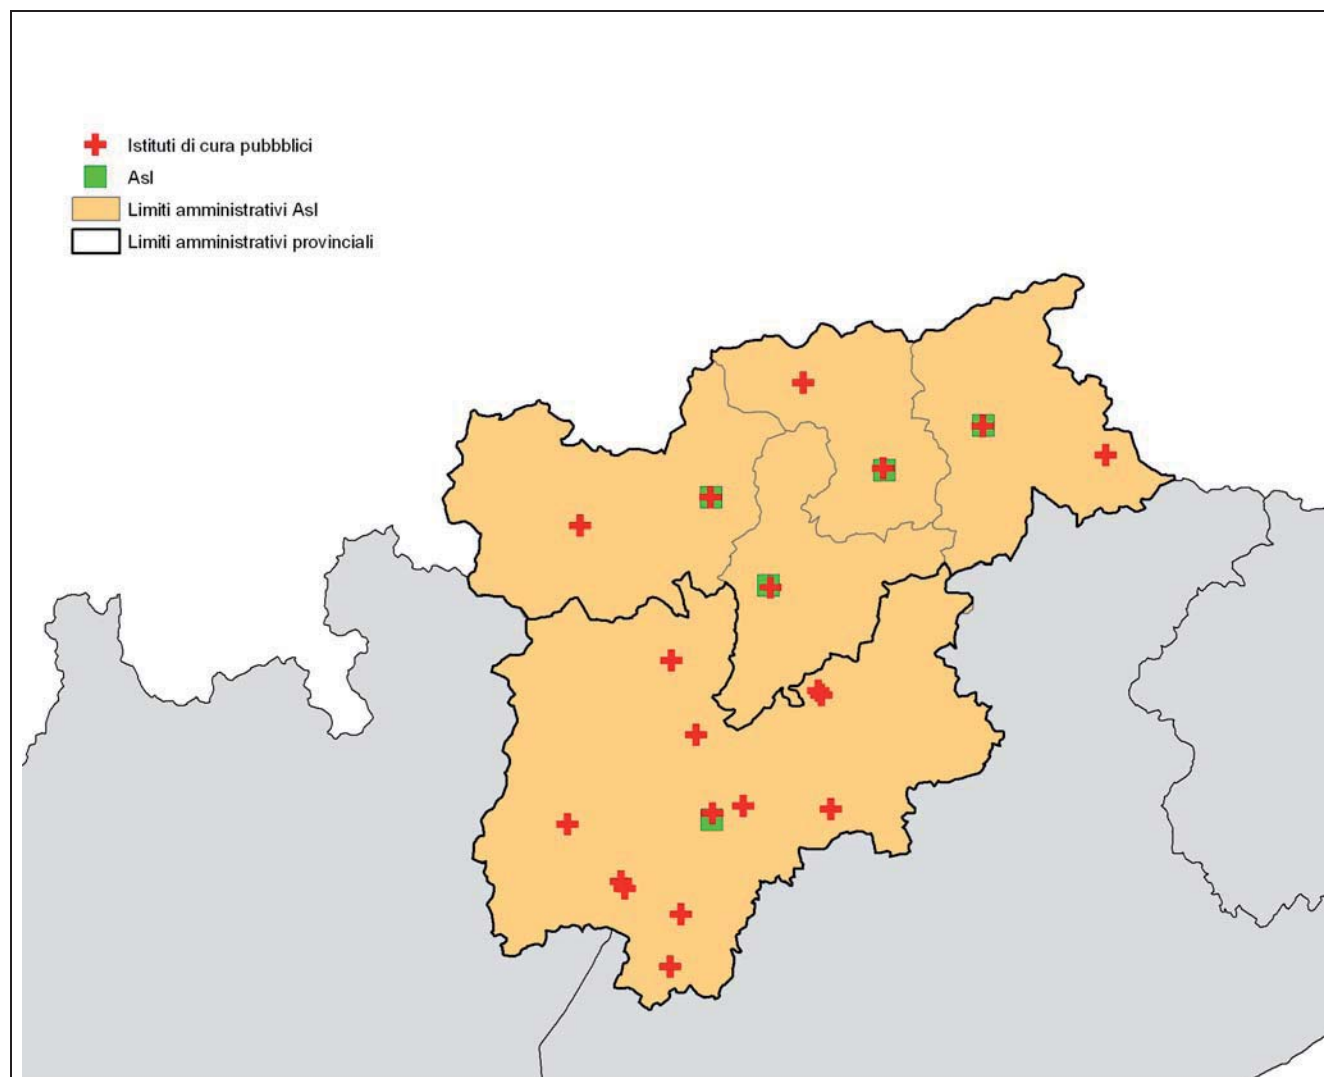 Istituti di cura pubbblici
Asl
Limiti amministrativi Asl
Limiti amministrativi provinciali